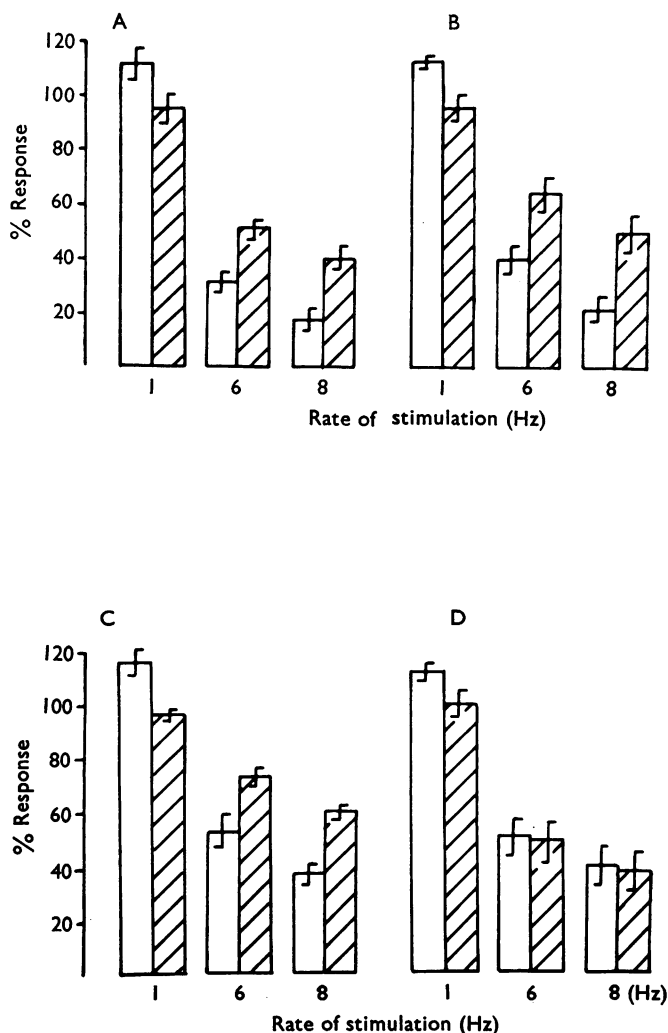 A
B
120
100
80
60
40
20
% Response
1 6 8 1 6 8
Rate of stimulation (Hz)
C
D
120
100
80
60
40
20
% Response
1 6 8 1 6 8 (Hz)
Rate of stimulation (Hz)